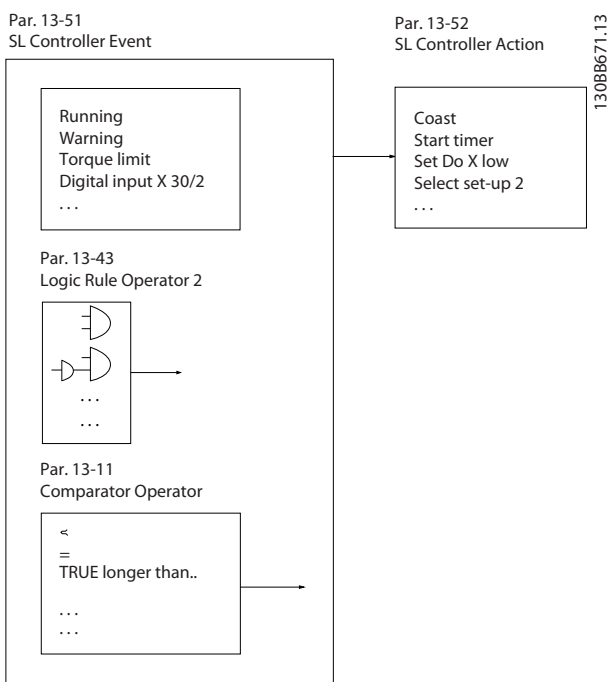 Par. 13-51
SL Controller Event
Par. 13-52
SL Controller Action
130BB671.13
Running
Warning
Torque limit
Digital input X 30/2
. . .
Coast
Start timer
Set Do X low
Select set-up 2
. . .
Par. 13-43
Logic Rule Operator 2
. . .
. . .
Par. 13-11
Comparator Operator
<
=
TRUE longer than..
. . .
. . .